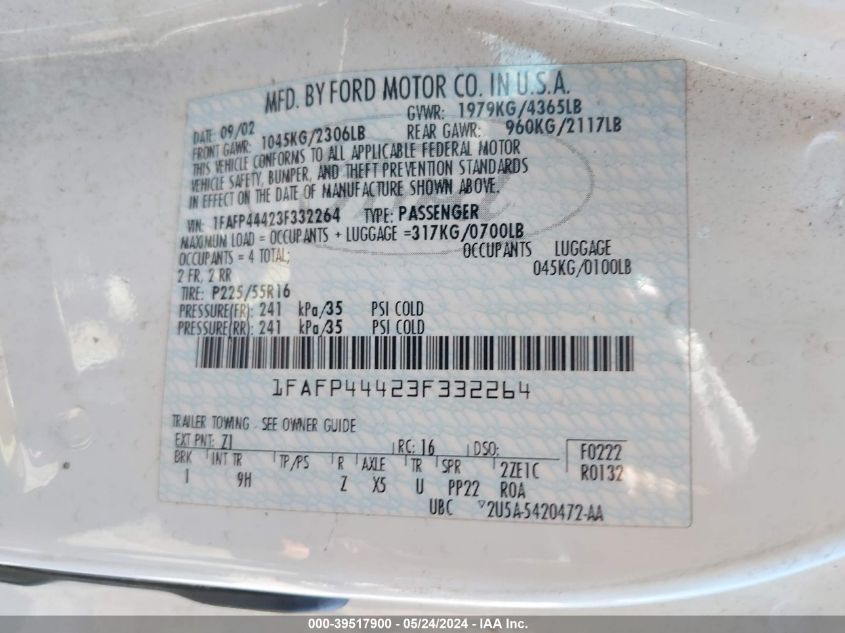 MFD. BY FORD MOTOR CO. IN U.S.A.
DATE: 09/02 GVWR: 1979KG/4365LB
FRONT GAWR: 1045KG/2306LB REAR GAWR: 960KG/2117LB
THIS VEHICLE CONFORMS TO ALL APPLICABLE FEDERAL MOTOR
VEHICLE SAFETY, BUMPER, AND THEFT PREVENTION STANDARDS
IN EFFECT ON THE DATE OF MANUFACTURE SHOWN ABOVE.
VIN: 1FAFP44423F332264 TYPE: PASSENGER
MAXIMUM LOAD = OCCUPANTS + LUGGAGE =317KG/0700LB
OCCUPANTS = 4 TOTAL; OCCUPANTS LUGGAGE
2 FR, 2 RR 045KG/0100LB
TIRE: P225/55R16
PRESSURE(FR): 241 kPa/35 PSI COLD
PRESSURE(RR): 241 kPa/35 PSI COLD
1FAFP44423F332264
TRAILER TOWING - SEE OWNER GUIDE
EXT PNT: Z1 RC: 16 DSO: F0222
BRK INT TR TP/PS R AXLE TR SPR 2ZE1C R0132
1 9H Z X5 U PP22 ROA
UBC ▽2U5A-5420472-AA
000-39517900 - 05/24/2024 - IAA Inc.